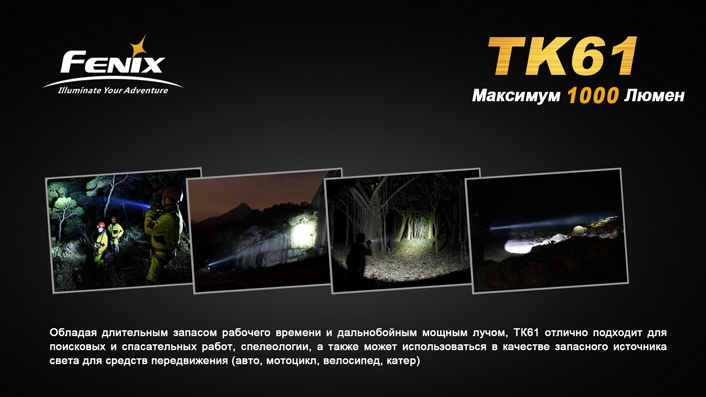 FENIX
Illuminate Your Adventure
TK61
Максимум 1000 Люмен
Обладая длительным запасом рабочего времени и дальнобойным мощным лучом, ТК61 отлично подходит для
поисковых и спасательных работ, спелеологии, а также может использоваться в качестве запасного источника
света для средств передвижения (авто, мотоцикл, велосипед, катер)